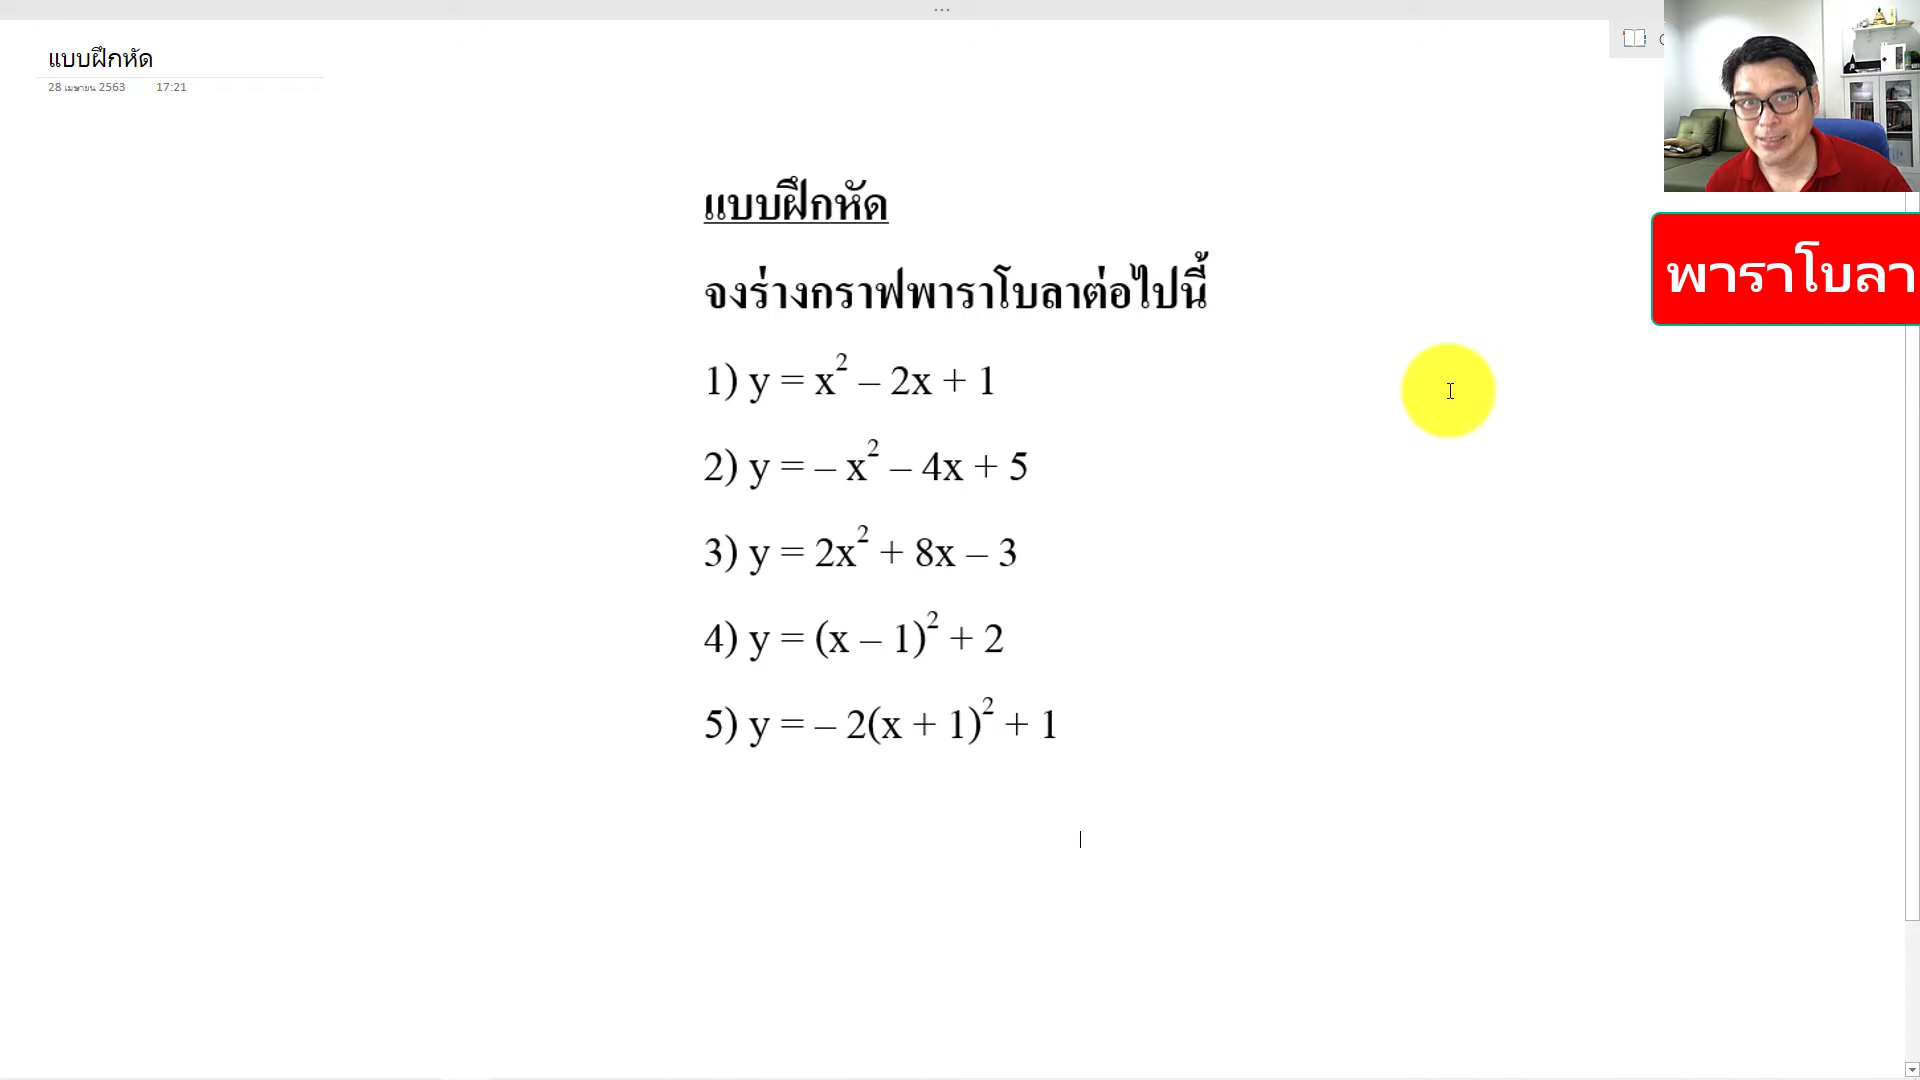 ...
แบบฝึกหัด
28 เมษายน 2563 17:21
แบบฝึกหัด
จงร่างกราฟพาราโบลาต่อไปนี้
1) y = x² – 2x + 1
2) y = – x² – 4x + 5
3) y = 2x² + 8x – 3
4) y = (x – 1)² + 2
5) y = – 2(x + 1)² + 1
พาราโบลา